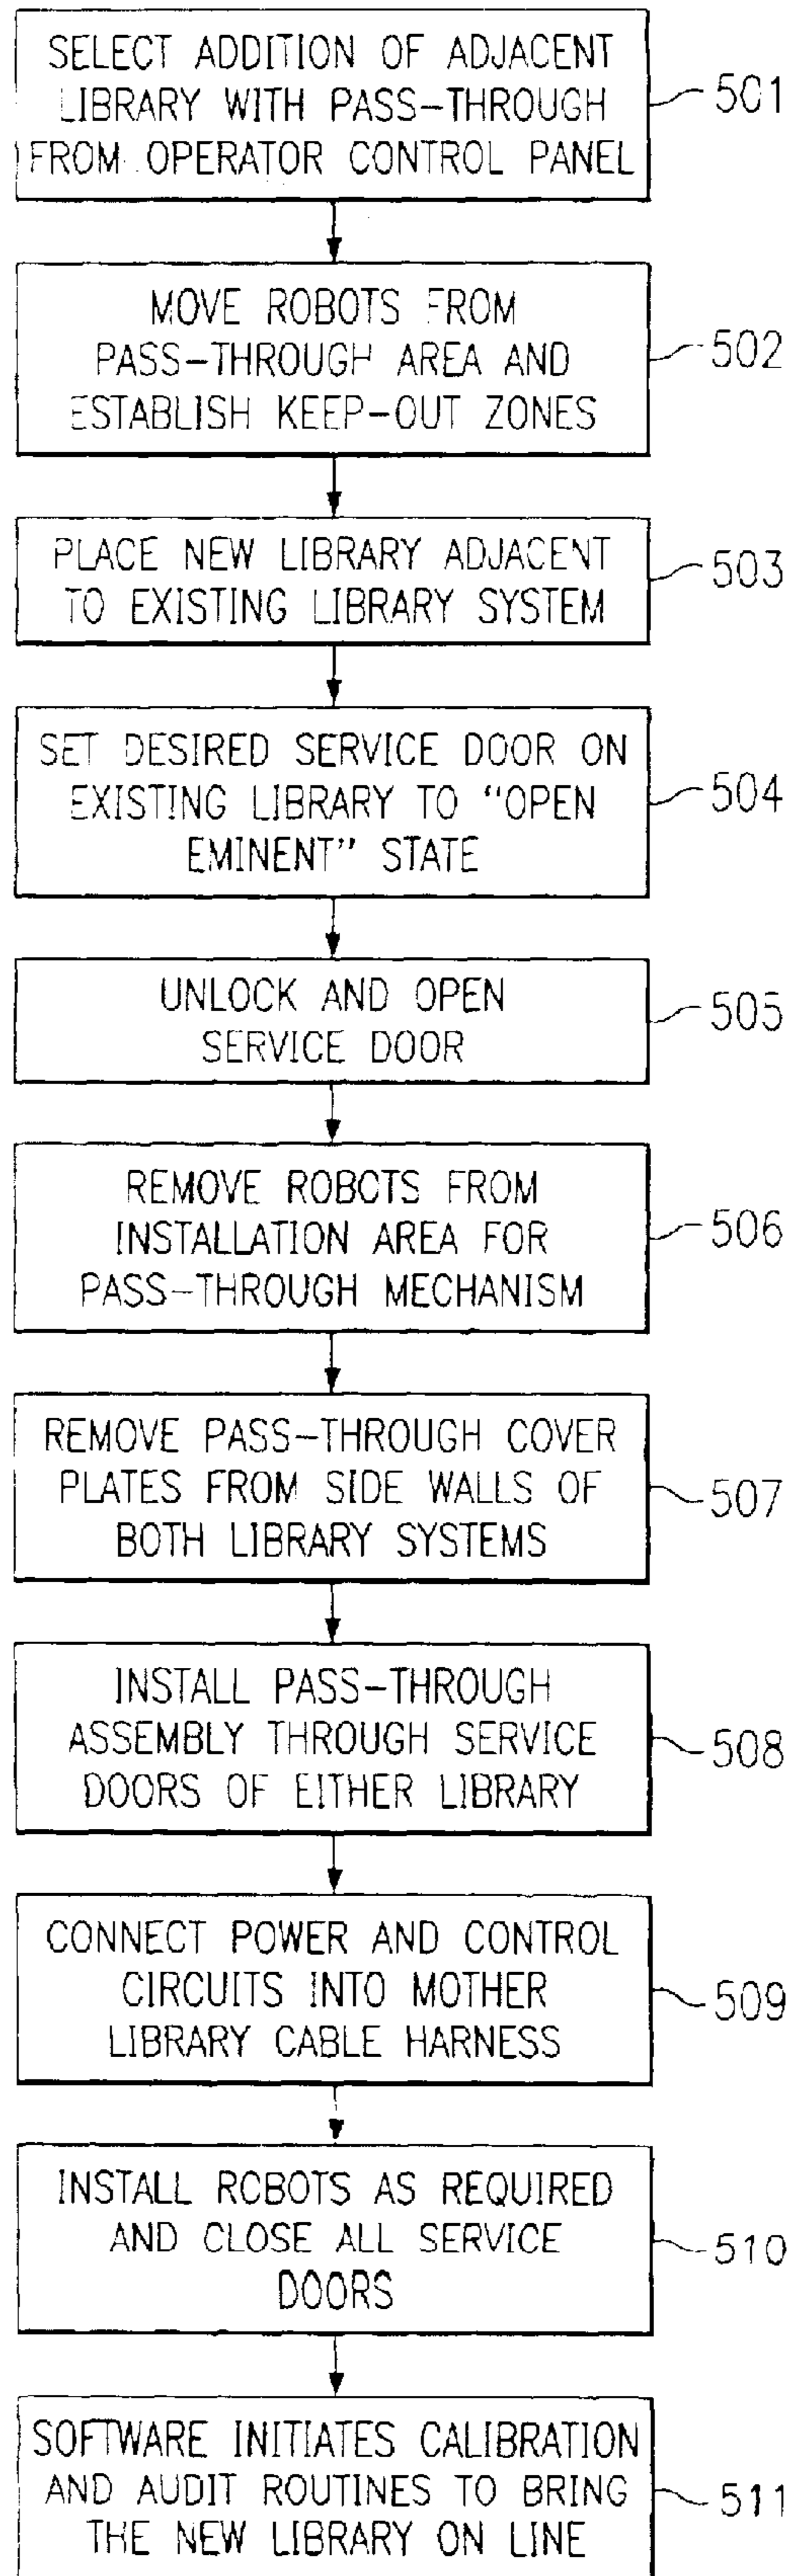 SELECT ADDITION OF ADJACENT
LIBRARY WITH PASS-THROUGH
FROM OPERATOR CONTROL PANEL
501
MOVE ROBOTS FROM
PASS-THROUGH AREA AND
ESTABLISH KEEP-OUT ZONES
502
PLACE NEW LIBRARY ADJACENT
TO EXISTING LIBRARY SYSTEM
503
SET DESIRED SERVICE DOOR ON
EXISTING LIBRARY TO “OPEN
EMINENT” STATE
504
UNLOCK AND OPEN
SERVICE DOOR
505
REMOVE ROBOTS FROM
INSTALLATION AREA FOR
PASS-THROUGH MECHANISM
506
REMOVE PASS-THROUGH COVER
PLATES FROM SIDE WALLS OF
BOTH LIBRARY SYSTEMS
507
INSTALL PASS-THROUGH
ASSEMBLY THROUGH SERVICE
DOORS OF EITHER LIBRARY
508
CONNECT POWER AND CONTROL
CIRCUITS INTO MOTHER
LIBRARY CABLE HARNESS
509
INSTALL ROBOTS AS REQUIRED
AND CLOSE ALL SERVICE
DOORS
510
SOFTWARE INITIATES CALIBRATION
AND AUDIT ROUTINES TO BRING
THE NEW LIBRARY ON LINE
511